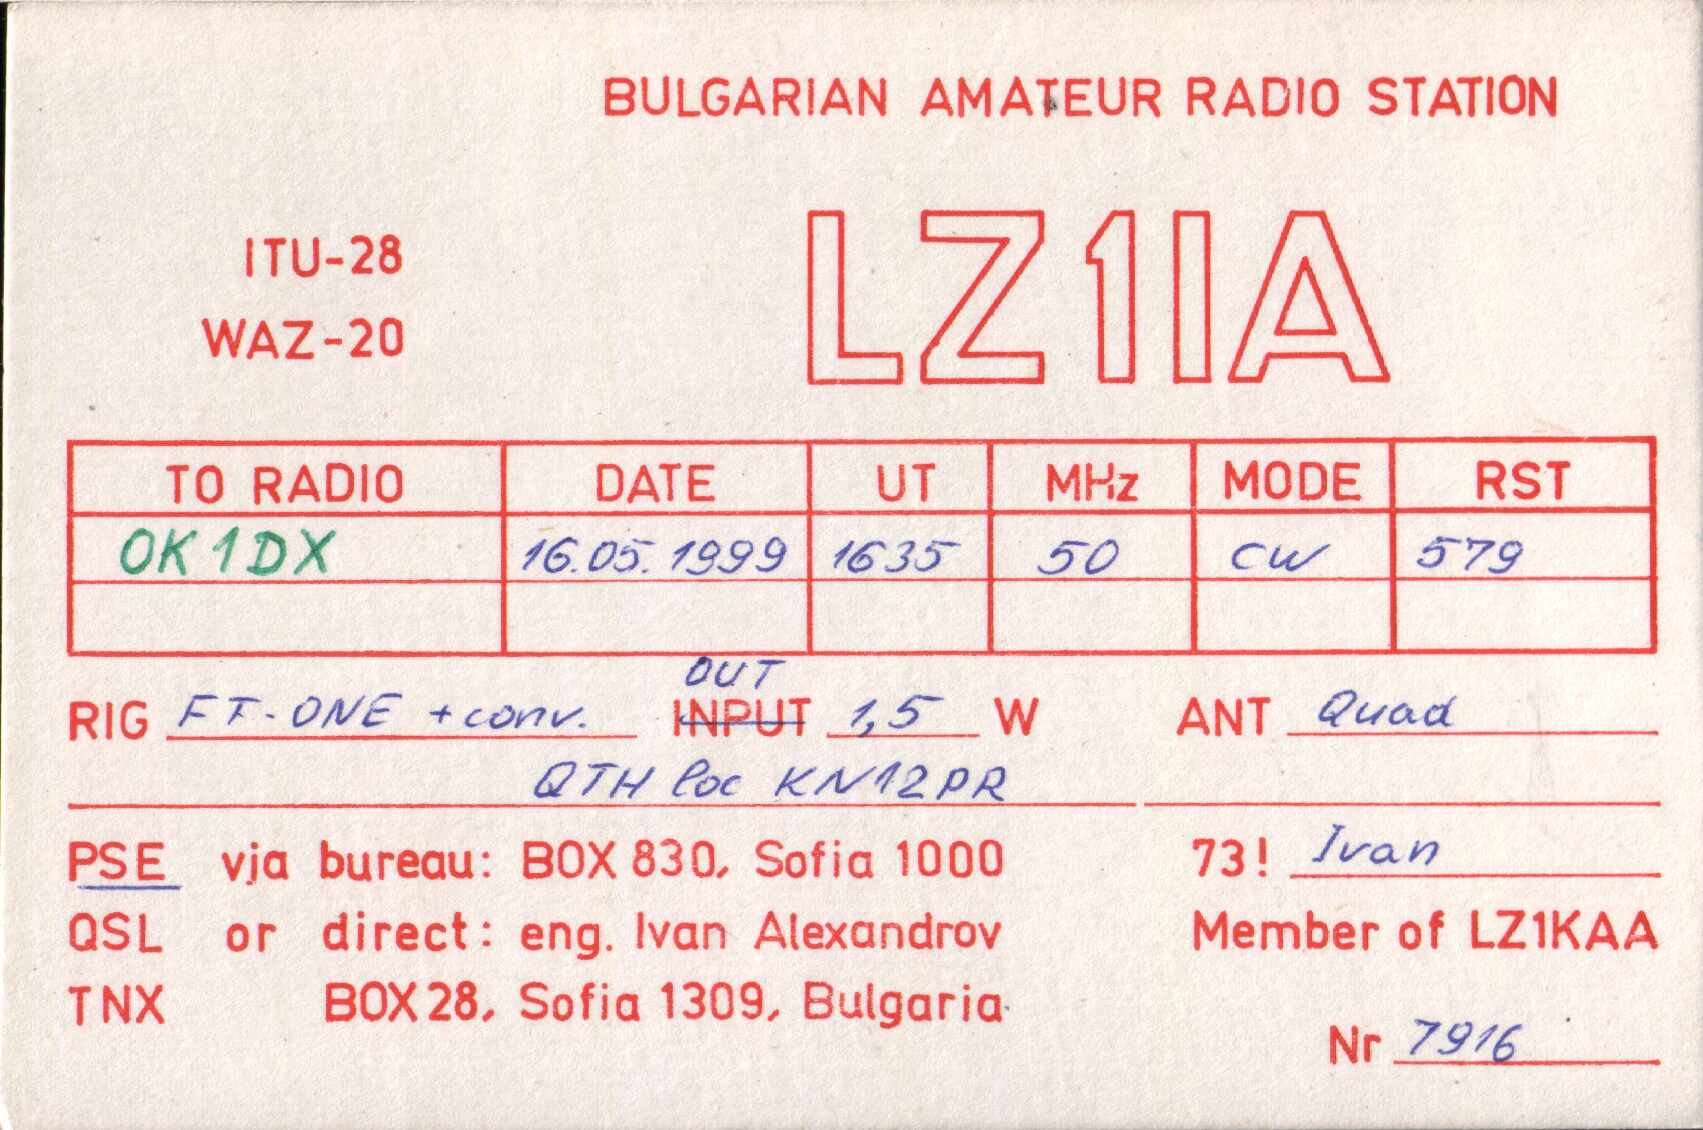 BULGARIAN AMATEUR RADIO STATION
ITU-28
WAZ-20
LZ1IA
TO RADIO DATE UT MHz MODE RST
OK1DX 16.05.1999 1635 50 CW 579
OUT
RIG FT-ONE + conv. INPUT 1,5 W ANT Quad
QTH loc KN12PR
PSE via bureau: BOX 830, Sofia 1000 73! Ivan
QSL or direct: eng. Ivan Alexandrov Member of LZ1KAA
TNX BOX 28, Sofia 1309, Bulgaria
Nr 7916